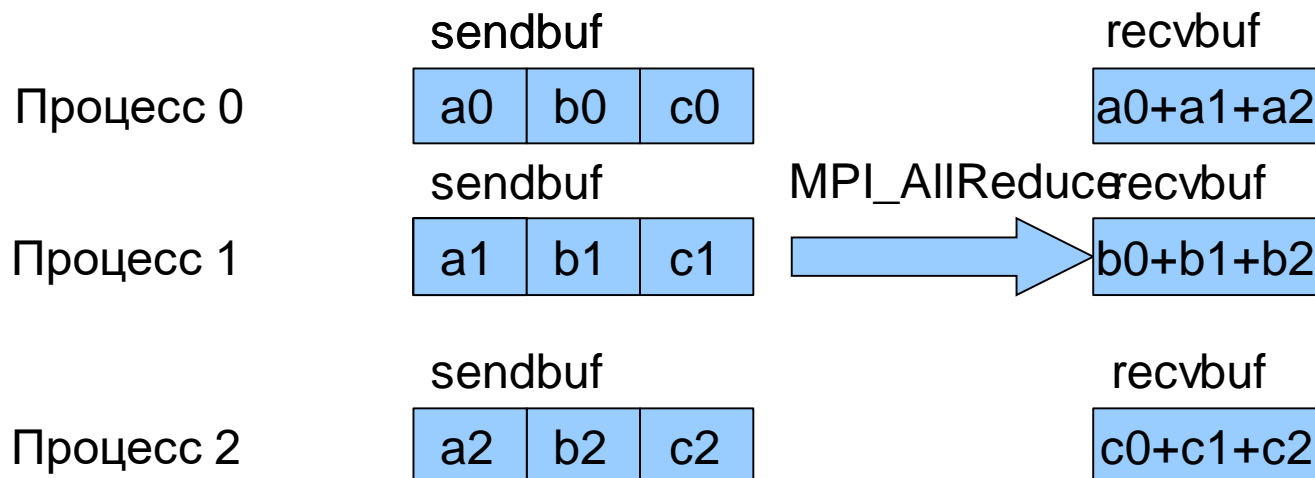 sendbuf recvbuf
Процесс 0 a0 b0 c0 a0+a1+a2
sendbuf MPI_AllReduce recvbuf
Процесс 1 a1 b1 c1 b0+b1+b2
sendbuf recvbuf
Процесс 2 a2 b2 c2 c0+c1+c2